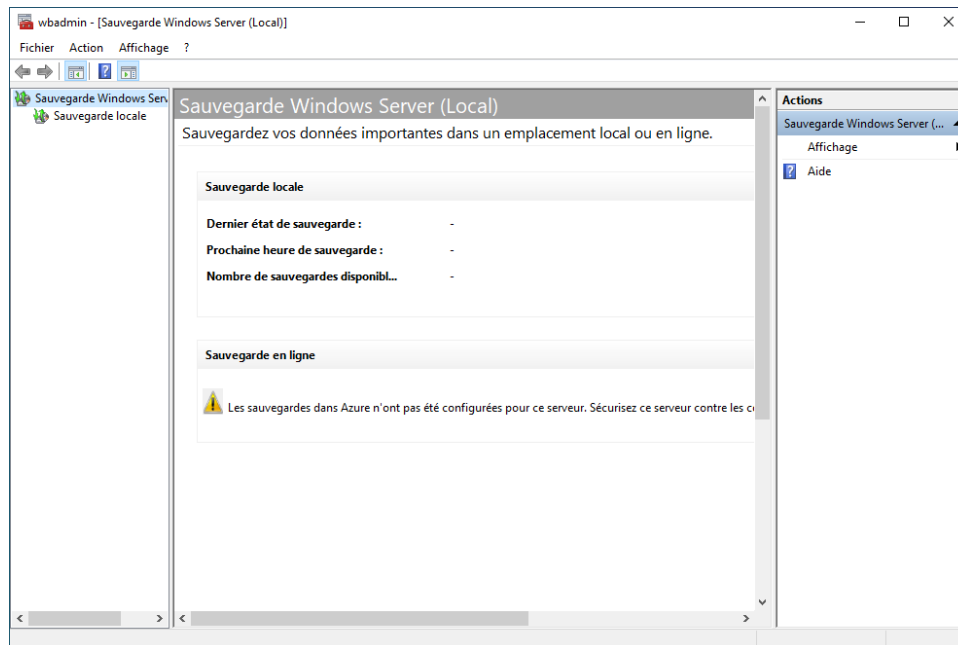 wbadmin - [Sauvegarde Windows Server (Local)]
Fichier Action Affichage ?
Sauvegarde Windows Serv
Sauvegarde locale
Sauvegarde Windows Server (Local)
Sauvegardez vos données importantes dans un emplacement local ou en ligne.
Sauvegarde locale
Dernier état de sauvegarde : -
Prochaine heure de sauvegarde : -
Nombre de sauvegardes disponibl... -
Sauvegarde en ligne
Les sauvegardes dans Azure n'ont pas été configurées pour ce serveur. Sécurisez ce serveur contre les c
Actions
Sauvegarde Windows Server (...
Affichage
Aide